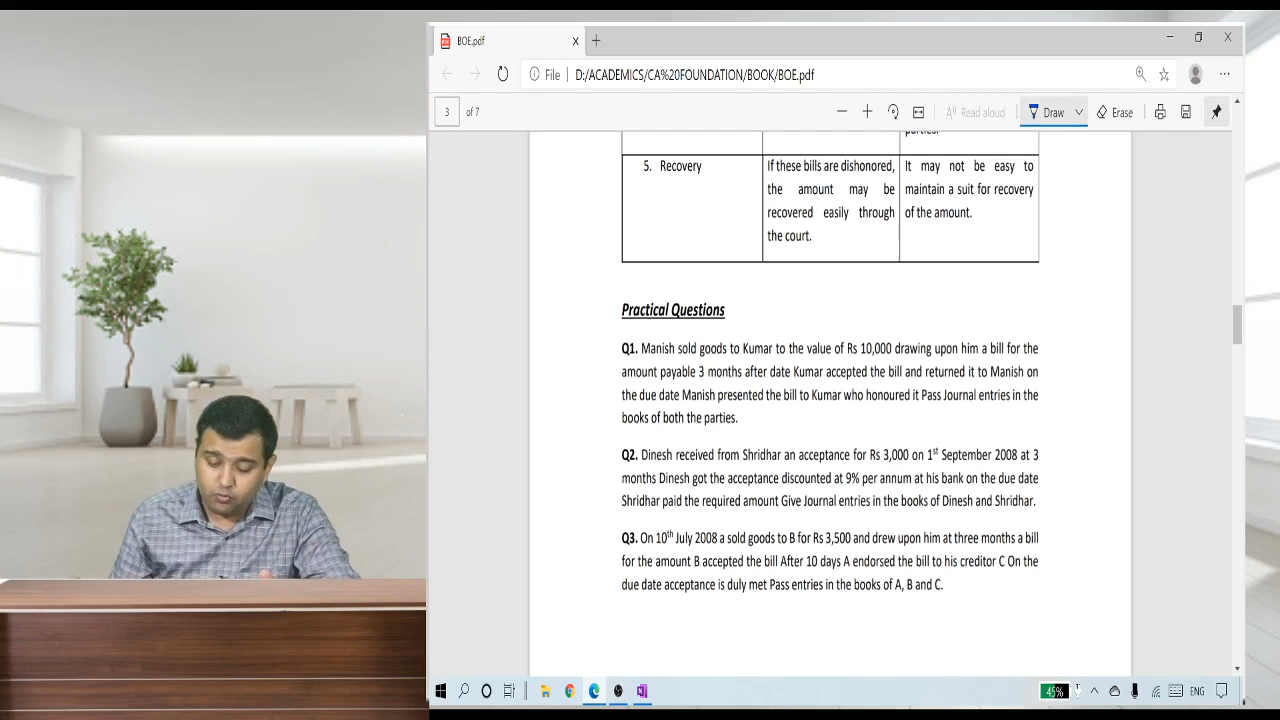 BOE.pdf
File D:/ACADEMICS/CA%20FOUNDATION/BOOK/BOE.pdf
3 of 7
Read aloud
Draw
Erase
parties.
5. Recovery
If these bills are dishonored,
the amount may be
recovered easily through
the court.
It may not be easy to
maintain a suit for recovery
of the amount.
Practical Questions
Q1. Manish sold goods to Kumar to the value of Rs 10,000 drawing upon him a bill for the
amount payable 3 months after date Kumar accepted the bill and returned it to Manish on
the due date Manish presented the bill to Kumar who honoured it Pass Journal entries in the
books of both the parties.
Q2. Dinesh received from Shridhar an acceptance for Rs 3,000 on 1st September 2008 at 3
months Dinesh got the acceptance discounted at 9% per annum at his bank on the due date
Shridhar paid the required amount Give Journal entries in the books of Dinesh and Shridhar.
Q3. On 10th July 2008 a sold goods to B for Rs 3,500 and drew upon him at three months a bill
for the amount B accepted the bill After 10 days A endorsed the bill to his creditor C On the
due date acceptance is duly met Pass entries in the books of A, B and C.
45%
ENG